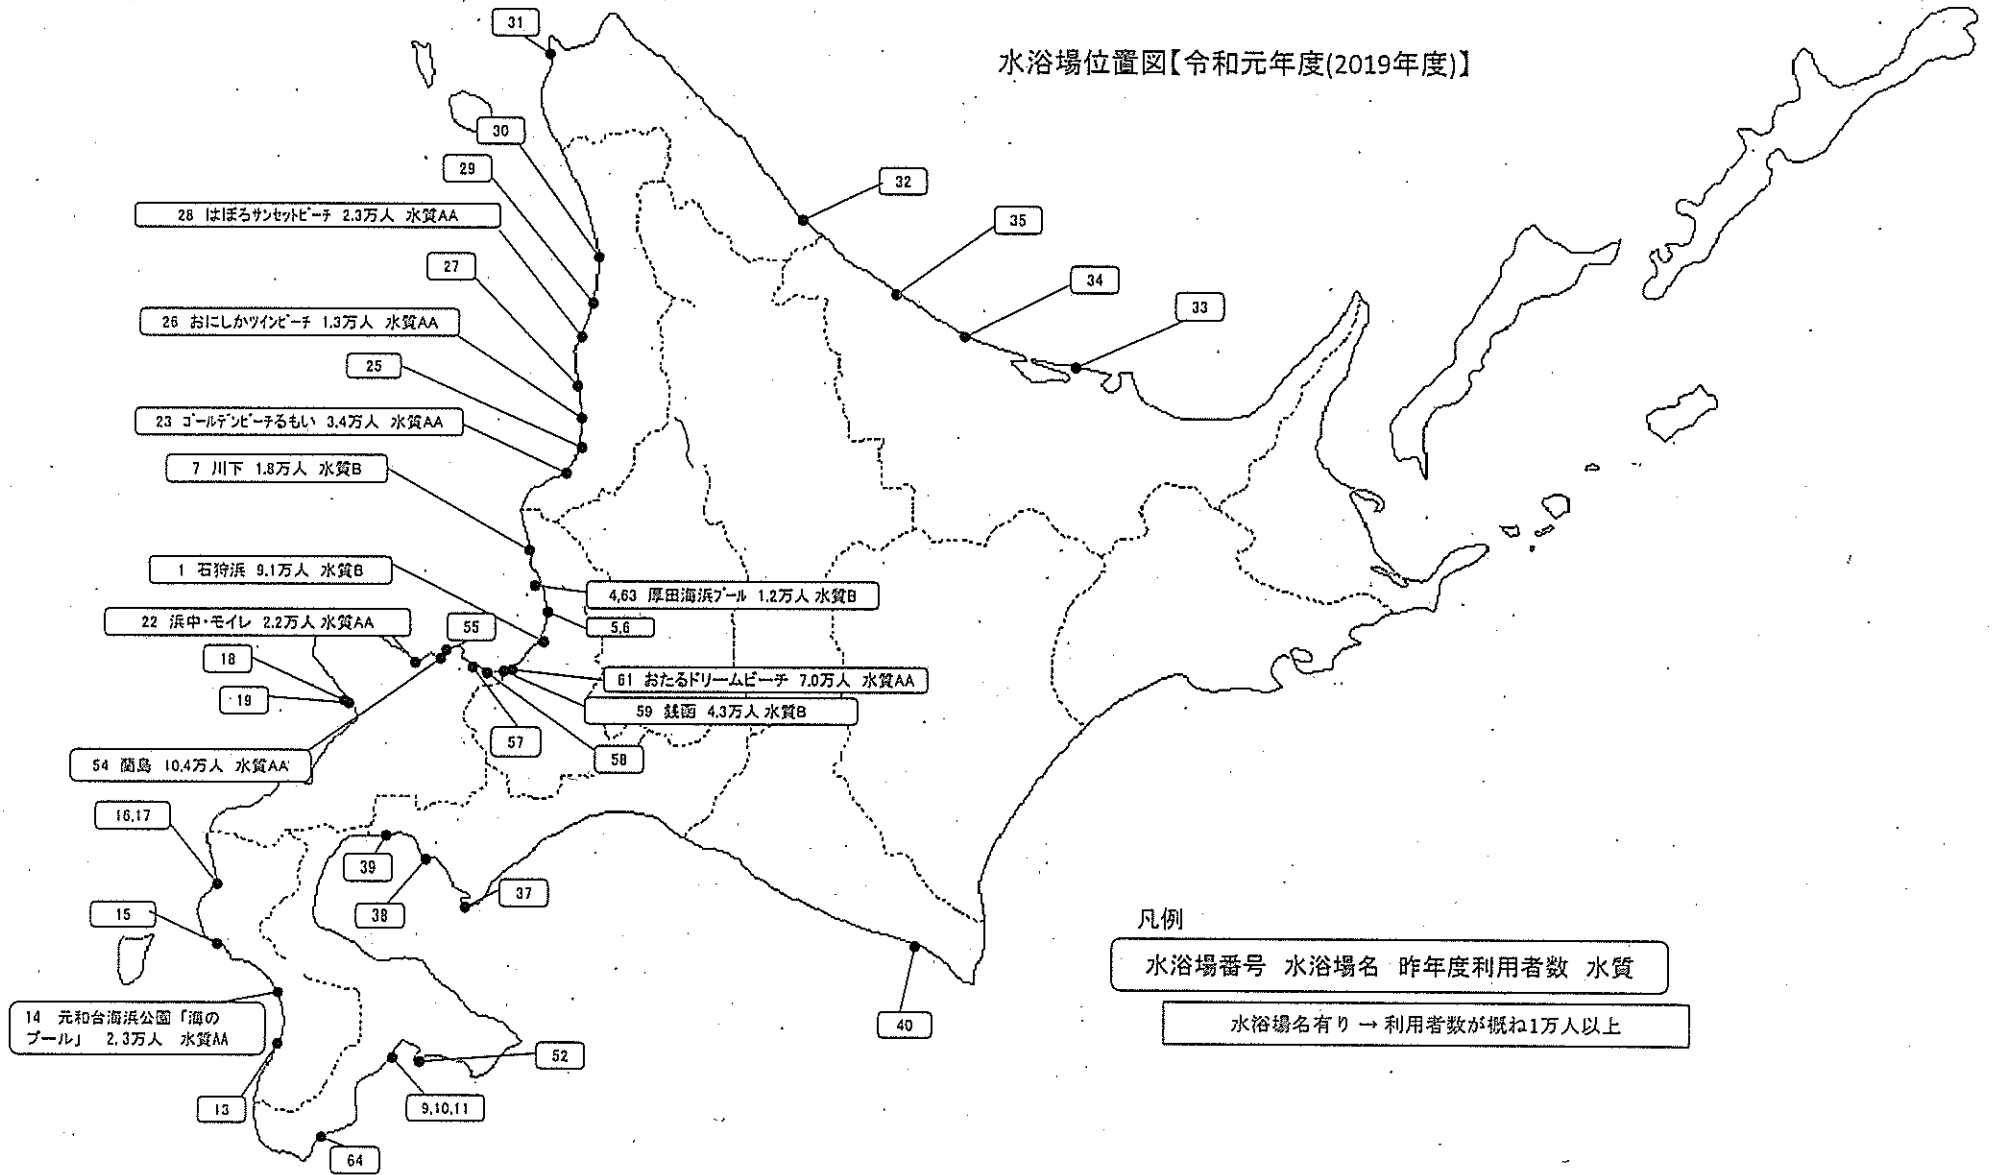 水浴場位置図【令和元年度(2019年度)】
31
30
29
32
35
28 はぼろサンセットビーチ 2.3万人 水質AA
27
34
33
26 おにしかツインビーチ 1.3万人 水質AA
25
23 ゴールデンビーチるもい 3.4万人 水質AA
7 川下 1.8万人 水質B
1 石狩浜 9.1万人 水質B
4,63 厚田海浜プール 1.2万人 水質B
22 浜中・モイレ 2.2万人 水質AA
55
5,6
18
61 おたるドリームビーチ 7.0万人 水質AA
19
59 銭函 4.3万人 水質B
57
58
54 蘭島 10.4万人 水質AA
16,17
39
38
37
15
凡例
水浴場番号 水浴場名 昨年度利用者数 水質
水浴場名有り → 利用者数が概ね1万人以上
14 元和台海浜公園「海の
プール」 2.3万人 水質AA
40
52
13
9,10,11
64